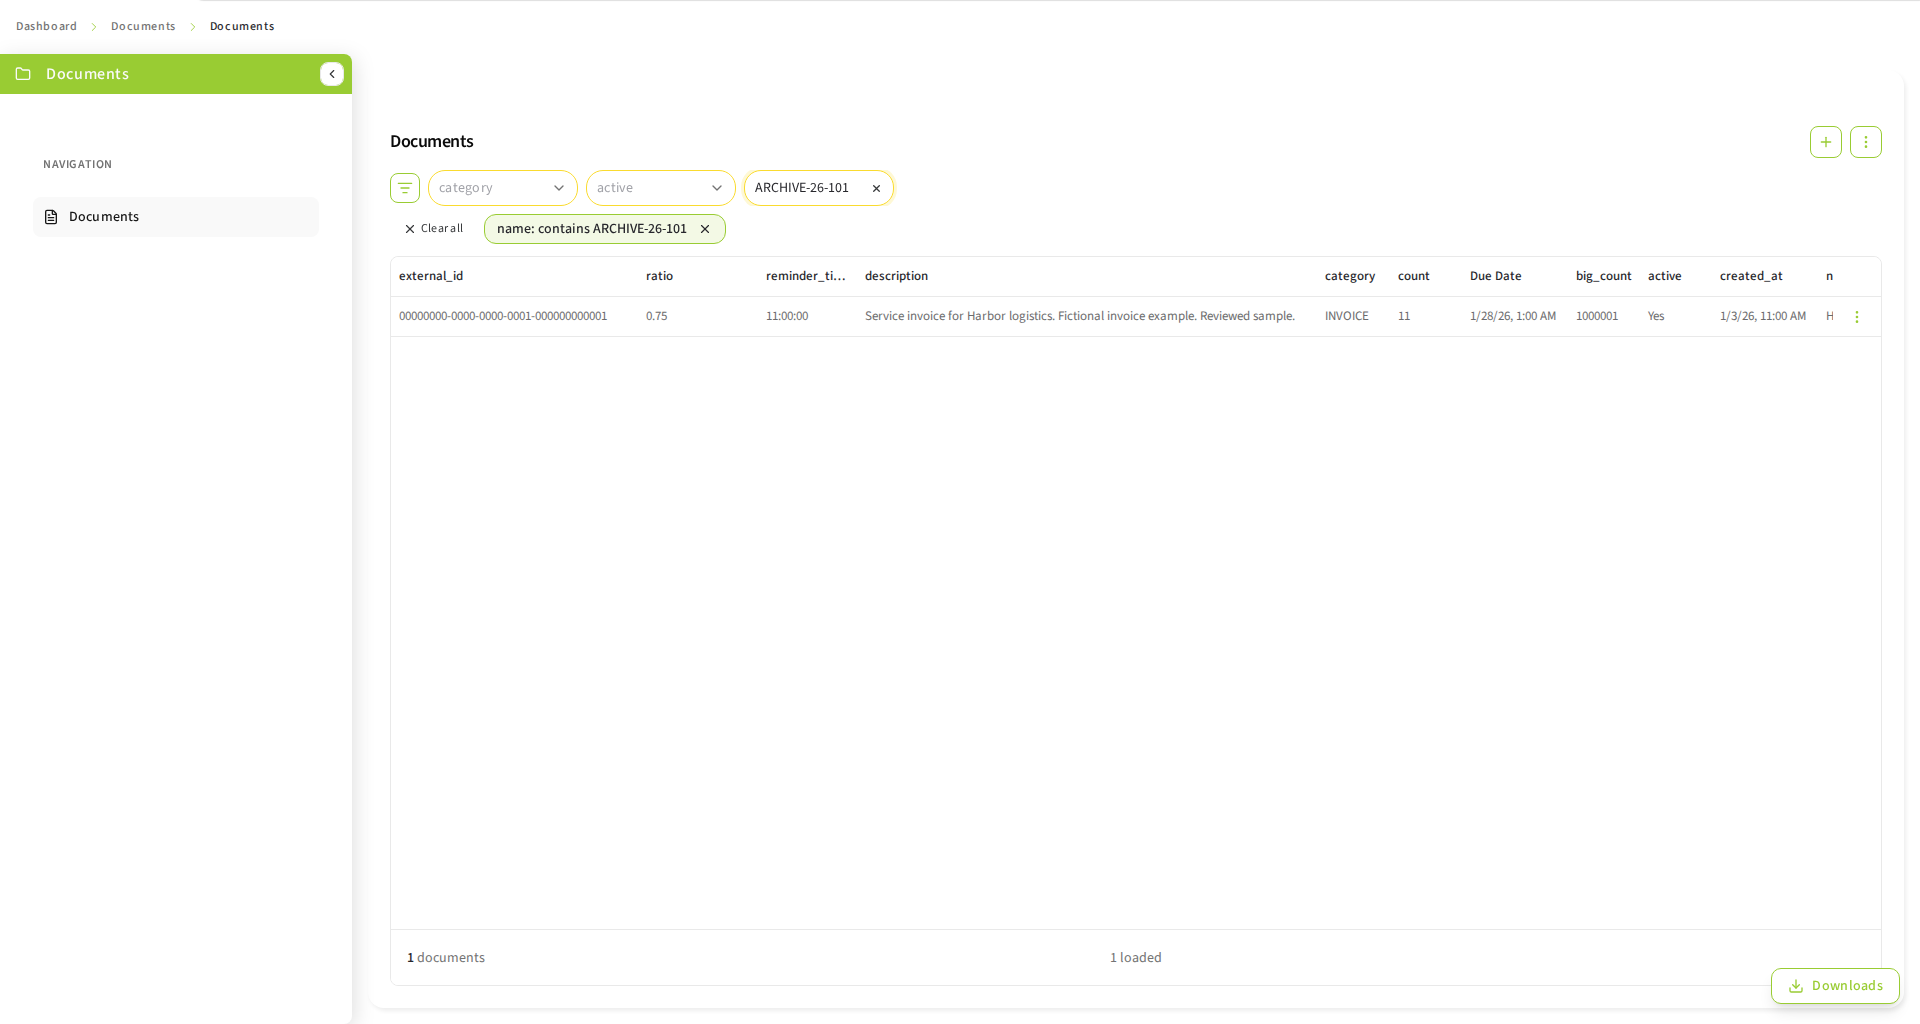 Dashboard > Documents > Documents
Documents
NAVIGATION
Documents
Documents
category
active
ARCHIVE-26-101
Clear all
name: contains ARCHIVE-26-101
external_id ratio reminder_ti... description category count Due Date big_count active created_at n
00000000-0000-0000-0001-000000000001 0.75 11:00:00 Service invoice for Harbor logistics. Fictional invoice example. Reviewed sample. INVOICE 11 1/28/26, 1:00 AM 1000001 Yes 1/3/26, 11:00 AM H
1 documents 1 loaded
Downloads